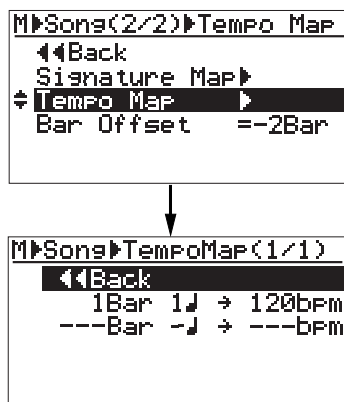 M▶Song(2/2)▶Tempo Map
◀◀Back
Signature Map▶
Tempo Map ▶
Bar Offset =-2Bar
M▶Song▶TempoMap(1/1)
◀◀Back
1Bar 1♩ → 120bpm
---Bar -♩ → ---bpm